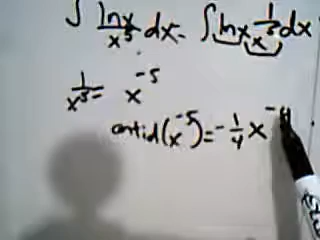 ∫ lnx/x⁵ dx = ∫ lnx 1/x⁵ dx
1/x⁵ = x⁻⁵
antid(x⁻⁵) = -1/4 x⁻⁴